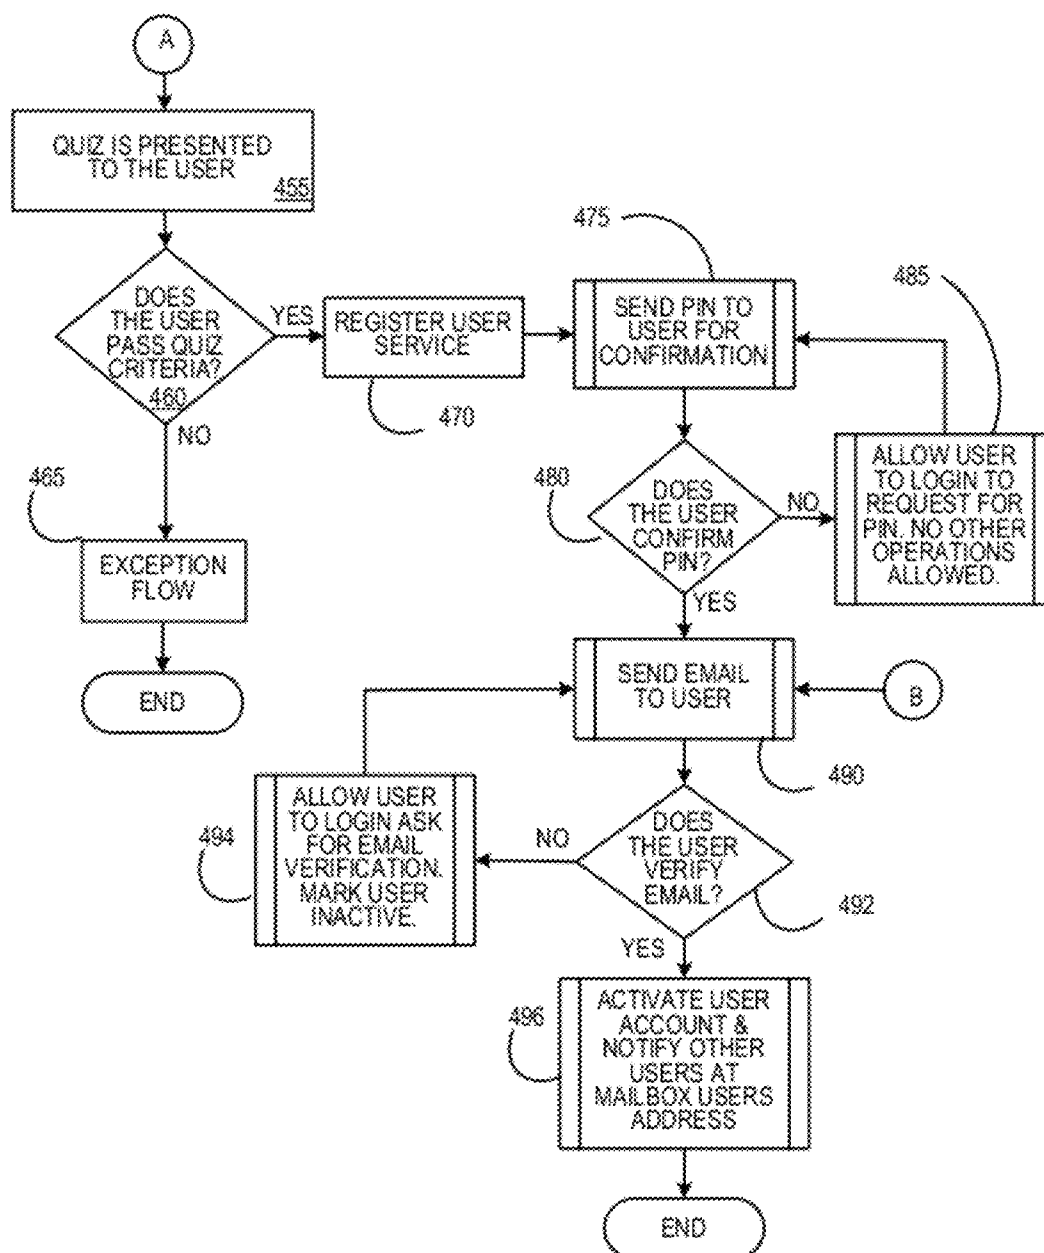 A
QUIZ IS PRESENTED
TO THE USER
455
DOES
THE USER
PASS QUIZ
CRITERIA?
460
YES
NO
REGISTER USER
SERVICE
470
475
SEND PIN TO
USER FOR
CONFIRMATION
485
465
EXCEPTION
FLOW
END
480
DOES
THE USER
CONFIRM
PIN?
NO
YES
ALLOW USER
TO LOGIN TO
REQUEST FOR
PIN. NO OTHER
OPERATIONS
ALLOWED.
SEND EMAIL
TO USER
B
490
494
ALLOW USER
TO LOGIN ASK
FOR EMAIL
VERIFICATION.
MARK USER
INACTIVE.
NO
DOES
THE USER
VERIFY
EMAIL?
492
YES
496
ACTIVATE USER
ACCOUNT &
NOTIFY OTHER
USERS AT
MAILBOX USERS
ADDRESS
END